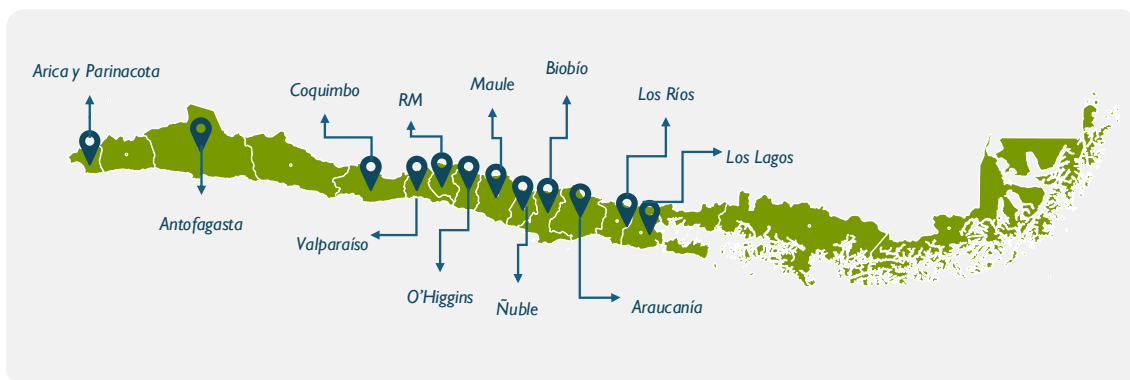 Arica y Parinacota
Coquimbo
RM
Maule
Biobío
Los Ríos
Los Lagos
Antofagasta
Valparaíso
O'Higgins
Ñuble
Araucanía